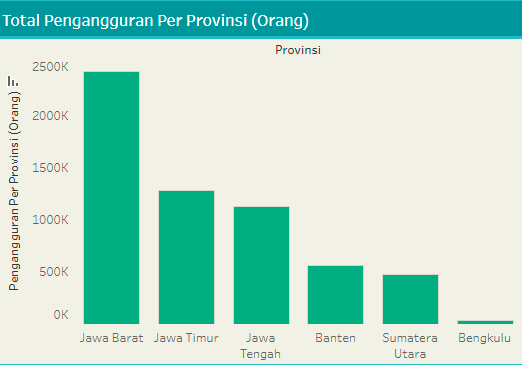 Total Pengangguran Per Provinsi (Orang)
Provinsi
Pengangguran Per Provinsi (Orang)
2500K
2000K
1500K
1000K
500K
0K
Jawa Barat
Jawa Timur
Jawa
Tengah
Banten
Sumatera
Utara
Bengkulu